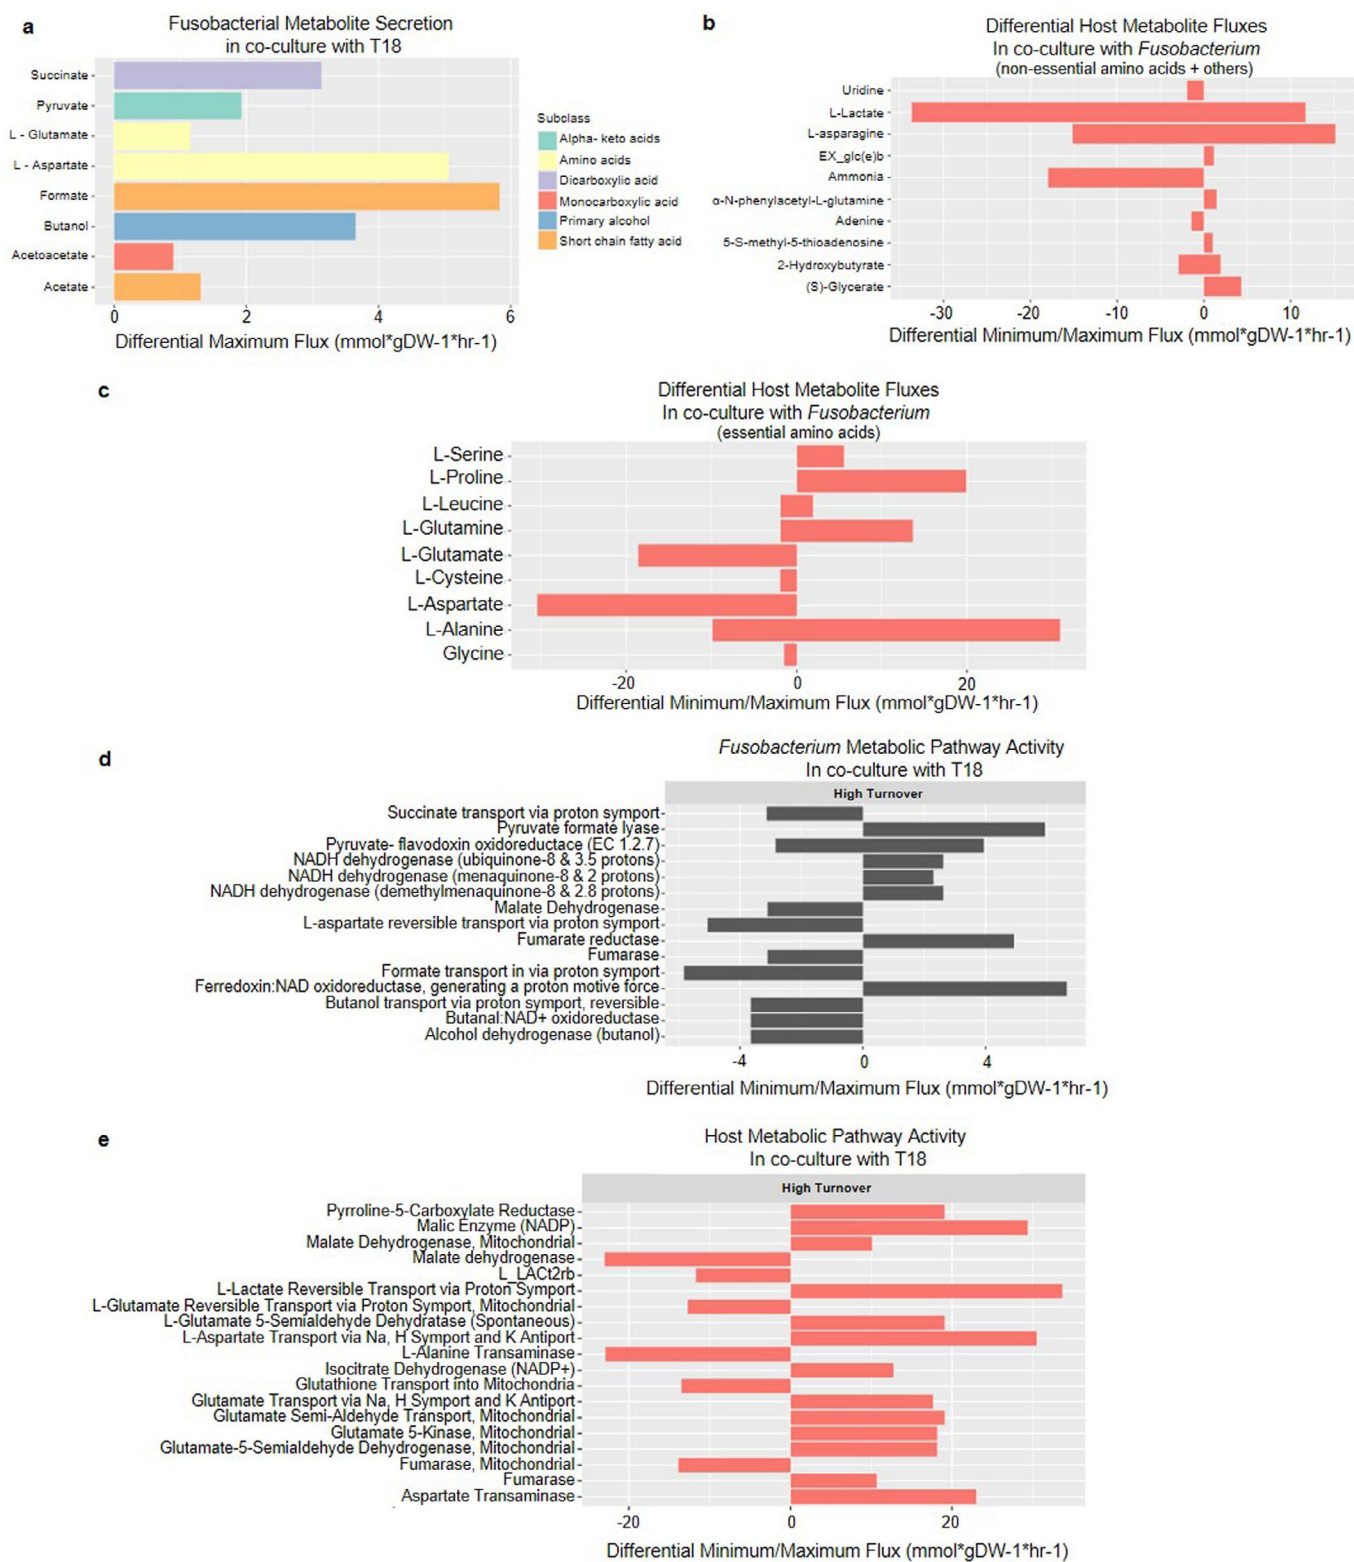 a
Fusobacterial Metabolite Secretion
in co-culture with T18
Succinate
Pyruvate
L - Glutamate
L - Aspartate
Formate
Butanol
Acetoacetate
Acetate
0 2 4 6
Differential Maximum Flux (mmol*gDW-1*hr-1)
Subclass
Alpha- keto acids
Amino acids
Dicarboxylic acid
Monocarboxylic acid
Primary alcohol
Short chain fatty acid
b
Differential Host Metabolite Fluxes
In co-culture with Fusobacterium
(non-essential amino acids + others)
Uridine
L-Lactate
L-asparagine
EX_glc(e)b
Ammonia
α-N-phenylacetyl-L-glutamine
Adenine
5-S-methyl-5-thioadenosine
2-Hydroxybutyrate
(S)-Glycerate
-30 -20 -10 0 10
Differential Minimum/Maximum Flux (mmol*gDW-1*hr-1)
c
Differential Host Metabolite Fluxes
In co-culture with Fusobacterium
(essential amino acids)
L-Serine
L-Proline
L-Leucine
L-Glutamine
L-Glutamate
L-Cysteine
L-Aspartate
L-Alanine
Glycine
-20 0 20
Differential Minimum/Maximum Flux (mmol*gDW-1*hr-1)
d
Fusobacterium Metabolic Pathway Activity
In co-culture with T18
High Turnover
Succinate transport via proton symport
Pyruvate formate lyase
Pyruvate- flavodoxin oxidoreductace (EC 1.2.7)
NADH dehydrogenase (ubiquinone-8 & 3.5 protons)
NADH dehydrogenase (menaquinone-8 & 2 protons)
NADH dehydrogenase (demethylmenaquinone-8 & 2.8 protons)
Malate Dehydrogenase
L-aspartate reversible transport via proton symport
Fumarate reductase
Fumarase
Formate transport in via proton symport
Ferredoxin:NAD oxidoreductase, generating a proton motive force
Butanol transport via proton symport, reversible
Butanal:NAD+ oxidoreductase
Alcohol dehydrogenase (butanol)
-4 0 4
Differential Minimum/Maximum Flux (mmol*gDW-1*hr-1)
e
Host Metabolic Pathway Activity
In co-culture with T18
High Turnover
Pyrroline-5-Carboxylate Reductase
Malic Enzyme (NADP)
Malate Dehydrogenase, Mitochondrial
Malate dehydrogenase
L_LACt2rb
L-Lactate Reversible Transport via Proton Symport
L-Glutamate Reversible Transport via Proton Symport, Mitochondrial
L-Glutamate 5-Semialdehyde Dehydratase (Spontaneous)
L-Aspartate Transport via Na, H Symport and K Antiport
L-Alanine Transaminase
Isocitrate Dehydrogenase (NADP+)
Glutathione Transport into Mitochondria
Glutamate Transport via Na, H Symport and K Antiport
Glutamate Semi-Aldehyde Transport, Mitochondrial
Glutamate 5-Kinase, Mitochondrial
Glutamate-5-Semialdehyde Dehydrogenase, Mitochondrial
Fumarase, Mitochondrial
Fumarase
Aspartate Transaminase
-20 0 20
Differential Minimum/Maximum Flux (mmol*gDW-1*hr-1)